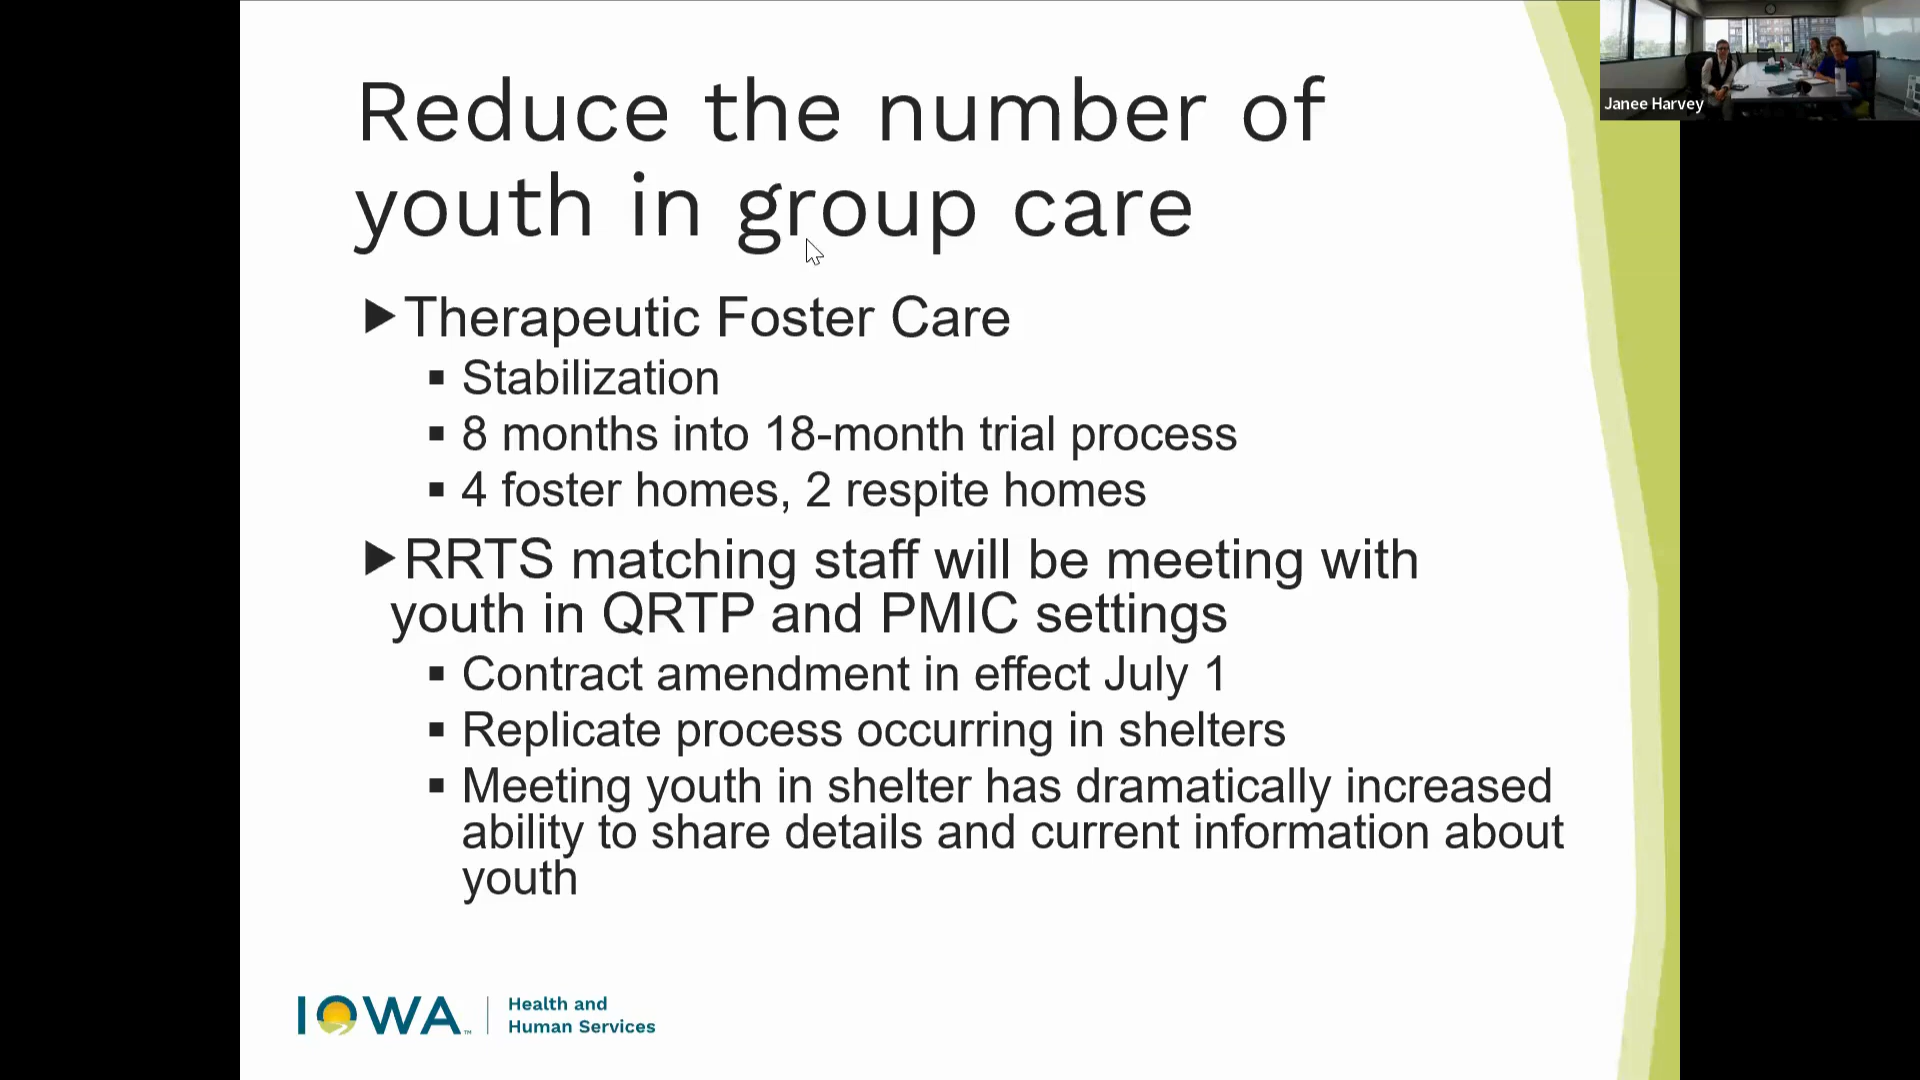 Reduce the number of
youth in group care
Therapeutic Foster Care
Stabilization
8 months into 18-month trial process
4 foster homes, 2 respite homes
RRTS matching staff will be meeting with
youth in QRTP and PMIC settings
Contract amendment in effect July 1
Replicate process occurring in shelters
Meeting youth in shelter has dramatically increased
ability to share details and current information about
youth
IOWA™
Health and
Human Services
Janee Harvey